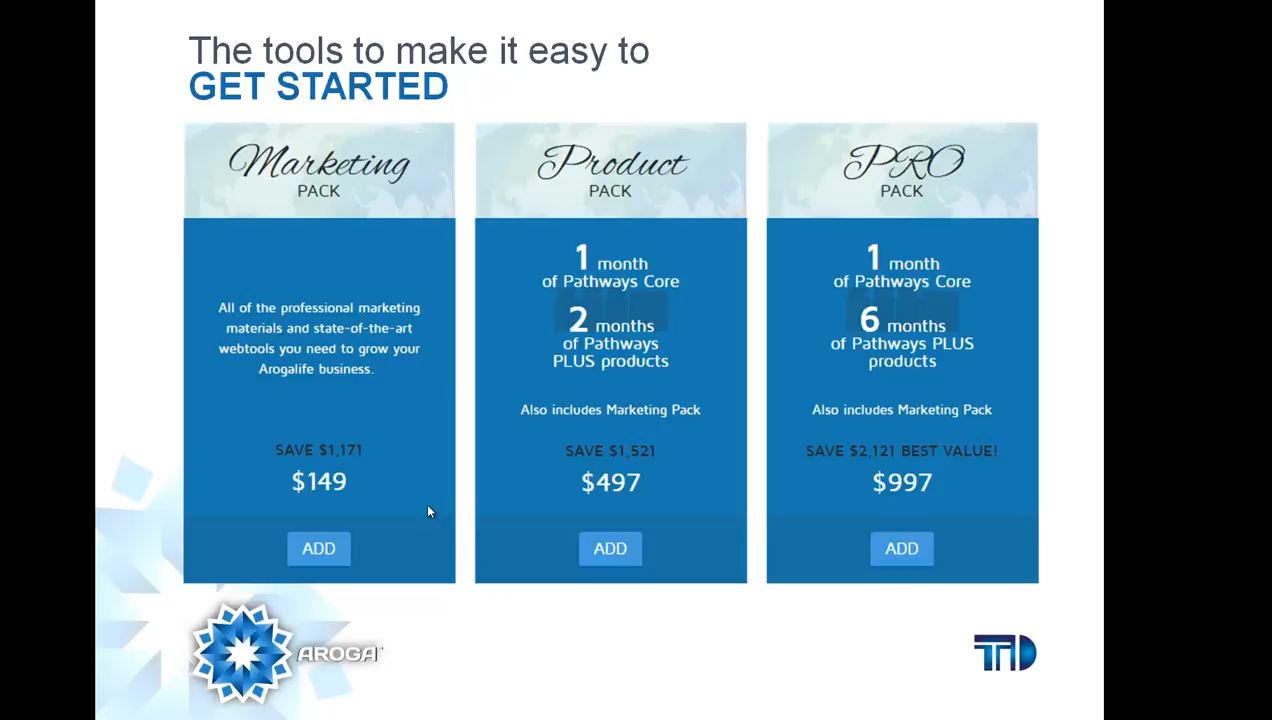 The tools to make it easy to
GET STARTED
Marketing
PACK
All of the professional marketing
materials and state-of-the-art
webtools you need to grow your
Arogalife business.
SAVE $1,171
$149
ADD
Product
PACK
1 month
of Pathways Core
2 months
of Pathways
PLUS products
Also includes Marketing Pack
SAVE $1,521
$497
ADD
PRO
PACK
1 month
of Pathways Core
6 months
of Pathways PLUS
products
Also includes Marketing Pack
SAVE $2,121 BEST VALUE!
$997
ADD
AROGA